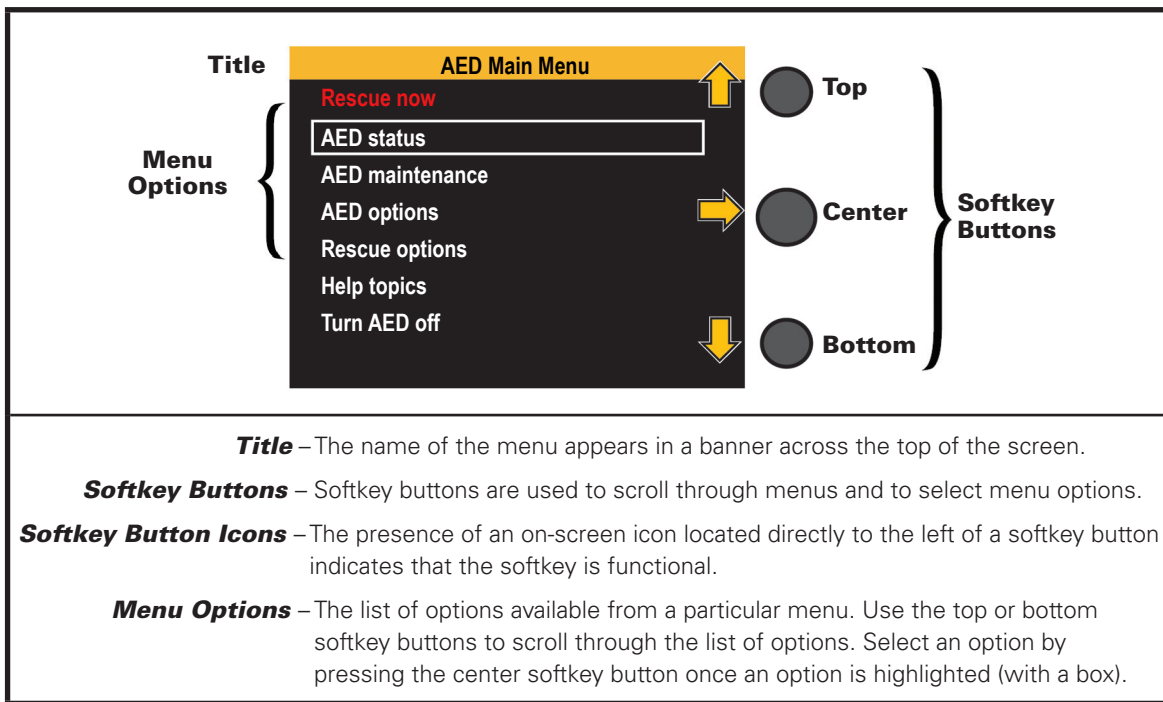 Title
AED Main Menu
Rescue now
AED status
AED maintenance
AED options
Rescue options
Help topics
Turn AED off
Menu
Options
Top
Center
Bottom
Softkey
Buttons
Title – The name of the menu appears in a banner across the top of the screen.
Softkey Buttons – Softkey buttons are used to scroll through menus and to select menu options.
Softkey Button Icons – The presence of an on-screen icon located directly to the left of a softkey button
indicates that the softkey is functional.
Menu Options – The list of options available from a particular menu. Use the top or bottom
softkey buttons to scroll through the list of options. Select an option by
pressing the center softkey button once an option is highlighted (with a box).